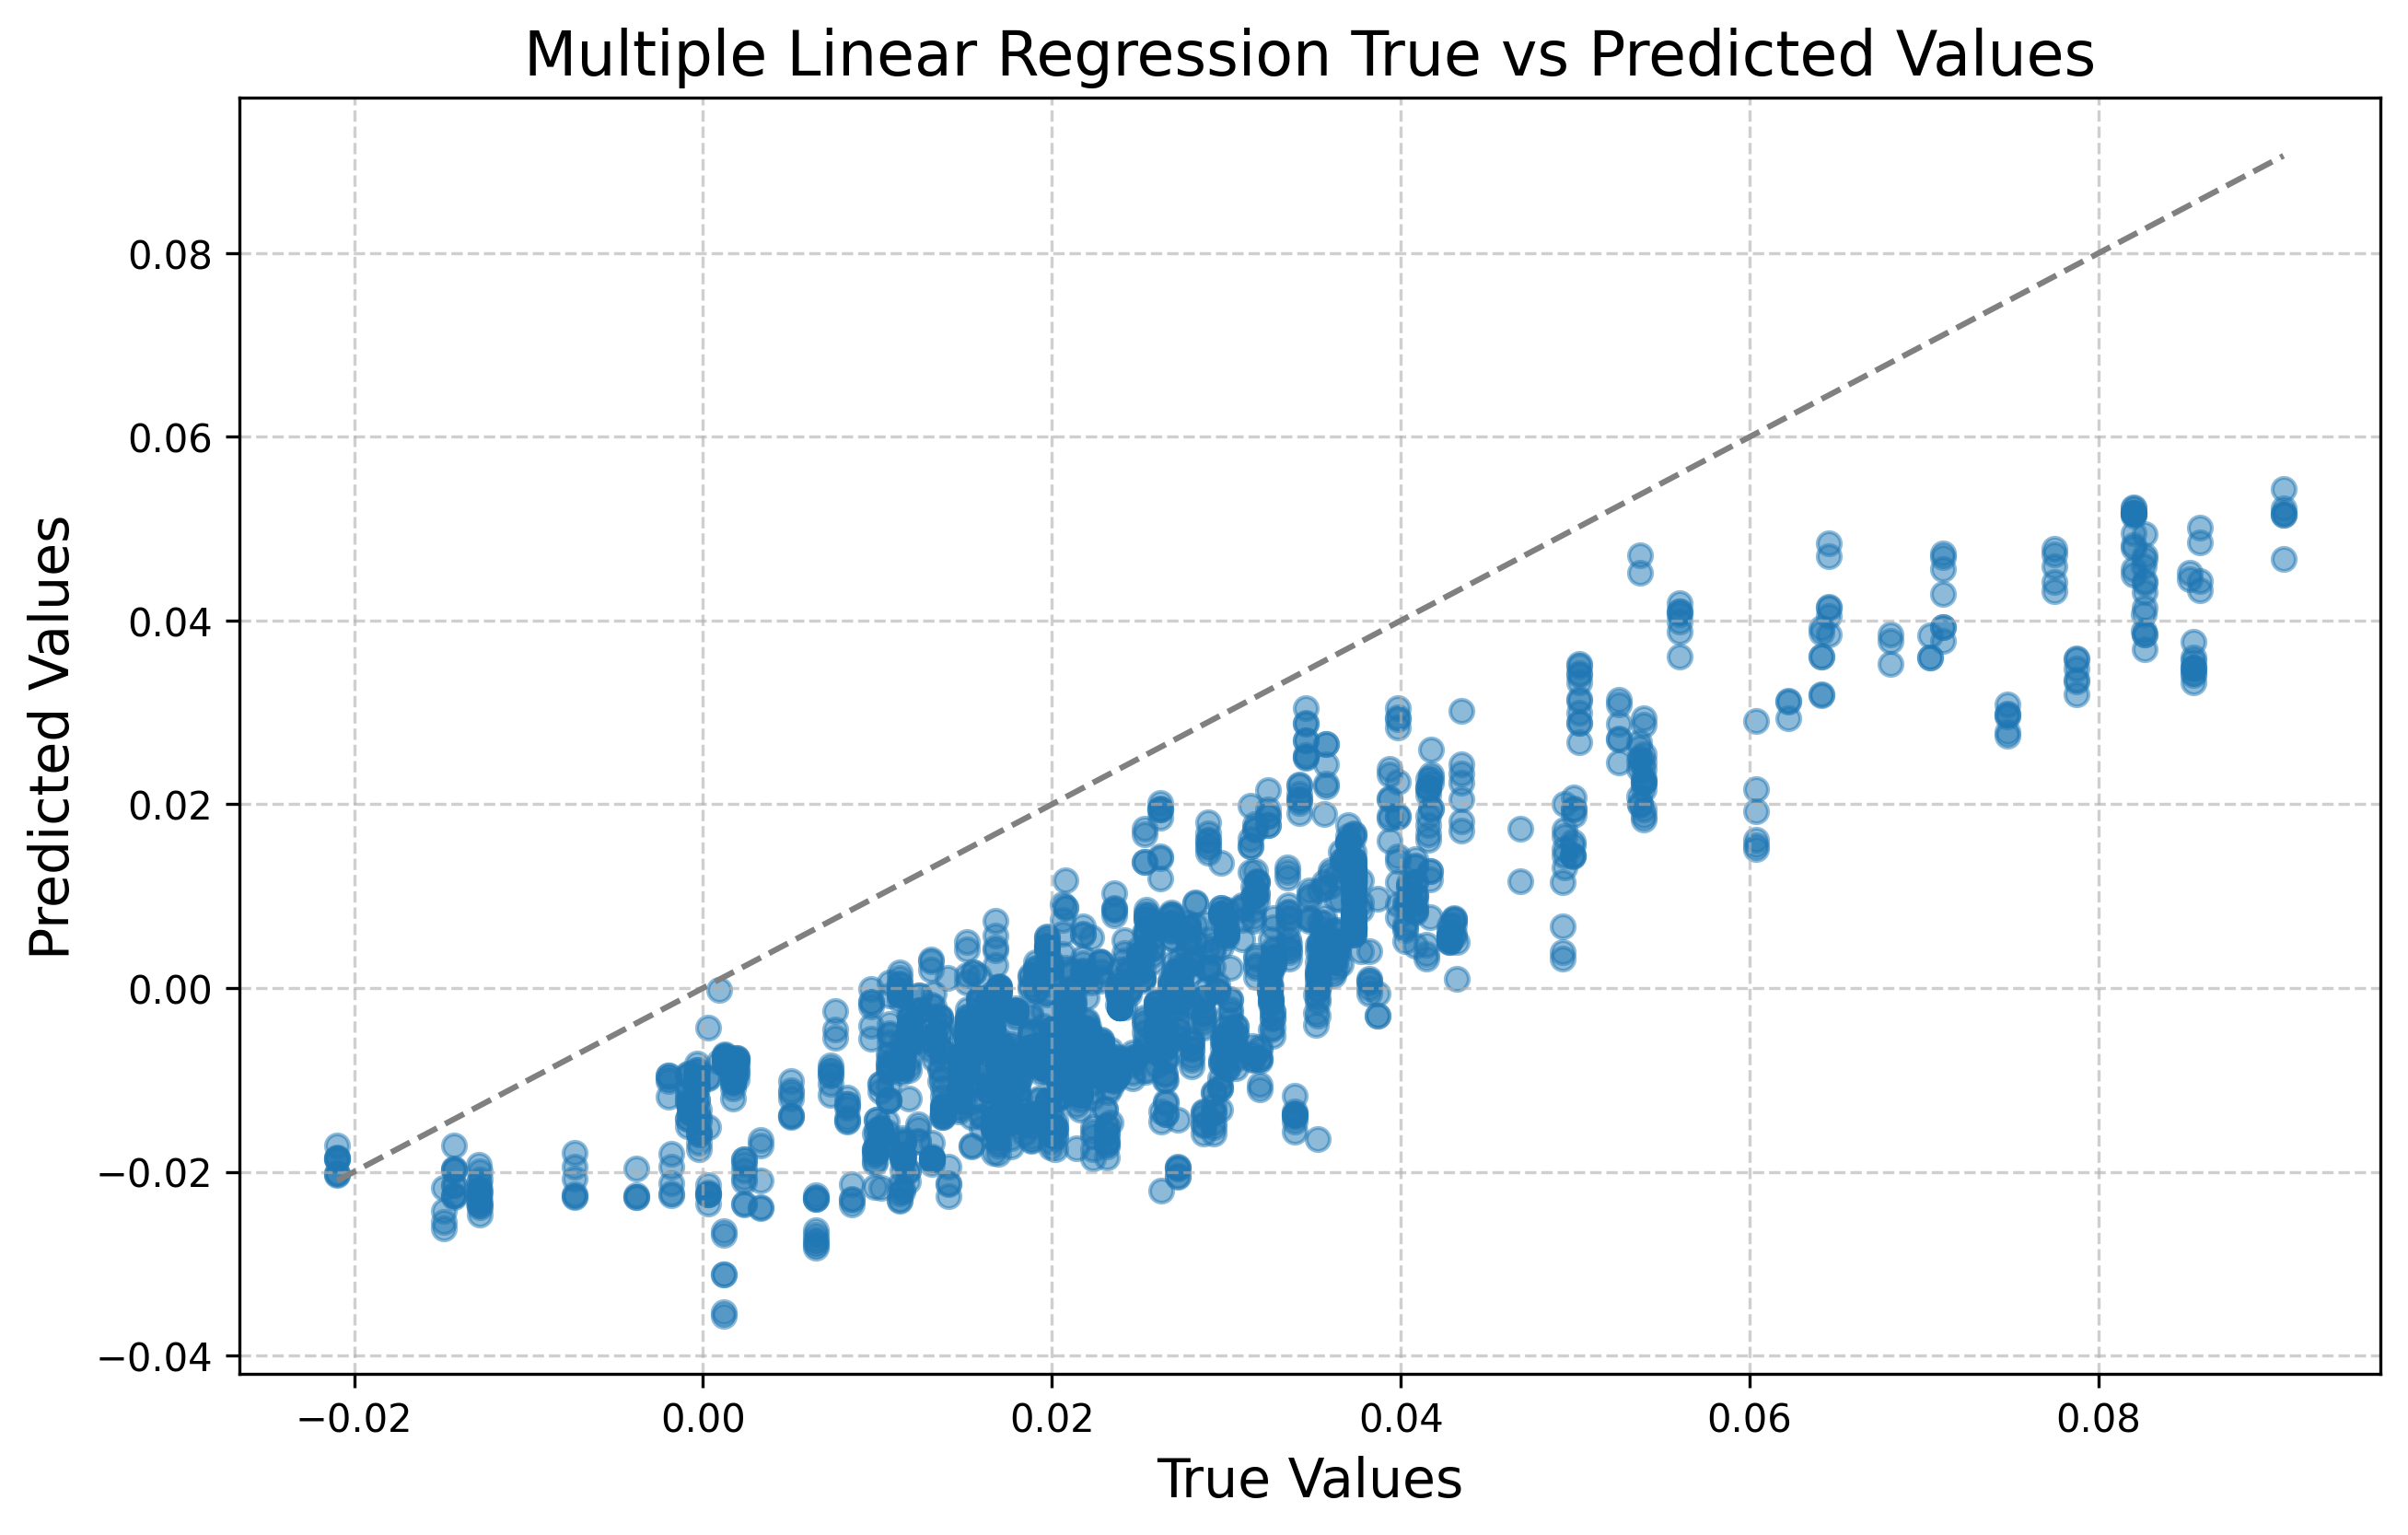 Multiple Linear Regression True vs Predicted Values
Predicted Values
0.08
0.06
0.04
0.02
0.00
−0.02
−0.04
−0.02 0.00 0.02 0.04 0.06 0.08
True Values